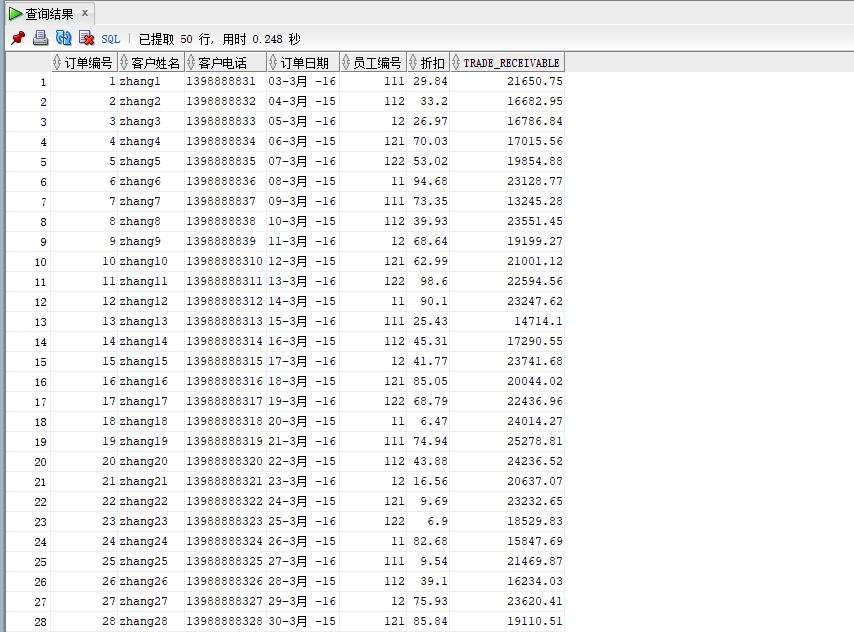 查询结果 x
SQL | 已提取 50 行, 用时 0.248 秒
订单编号 客户姓名 客户电话 订单日期 员工编号 折扣 TRADE_RECEIVABLE
1 1 zhang1 1398888831 03-3月 -16 111 29.84 21650.75
2 2 zhang2 1398888832 04-3月 -15 112 33.2 16682.95
3 3 zhang3 1398888833 05-3月 -16 12 26.97 16786.84
4 4 zhang4 1398888834 06-3月 -15 121 70.03 17015.56
5 5 zhang5 1398888835 07-3月 -16 122 53.02 19854.88
6 6 zhang6 1398888836 08-3月 -15 11 94.68 23128.77
7 7 zhang7 1398888837 09-3月 -16 111 73.35 13245.28
8 8 zhang8 1398888838 10-3月 -15 112 39.93 23551.45
9 9 zhang9 1398888839 11-3月 -16 12 68.64 19199.27
10 10 zhang10 13988888310 12-3月 -15 121 62.99 21001.12
11 11 zhang11 13988888311 13-3月 -16 122 98.6 22594.56
12 12 zhang12 13988888312 14-3月 -15 11 90.1 23247.62
13 13 zhang13 13988888313 15-3月 -16 111 25.43 14714.1
14 14 zhang14 13988888314 16-3月 -15 112 45.31 17290.55
15 15 zhang15 13988888315 17-3月 -16 12 41.77 23741.68
16 16 zhang16 13988888316 18-3月 -15 121 85.05 20044.02
17 17 zhang17 13988888317 19-3月 -16 122 68.79 22436.96
18 18 zhang18 13988888318 20-3月 -15 11 6.47 24014.27
19 19 zhang19 13988888319 21-3月 -16 111 74.94 25278.81
20 20 zhang20 13988888320 22-3月 -15 112 43.88 24236.52
21 21 zhang21 13988888321 23-3月 -16 12 16.56 20637.07
22 22 zhang22 13988888322 24-3月 -15 121 9.69 23232.65
23 23 zhang23 13988888323 25-3月 -16 122 6.9 18529.83
24 24 zhang24 13988888324 26-3月 -15 11 82.68 15847.69
25 25 zhang25 13988888325 27-3月 -16 111 9.54 21469.87
26 26 zhang26 13988888326 28-3月 -15 112 39.1 16234.03
27 27 zhang27 13988888327 29-3月 -16 12 75.93 23620.41
28 28 zhang28 13988888328 30-3月 -15 121 85.84 19110.51